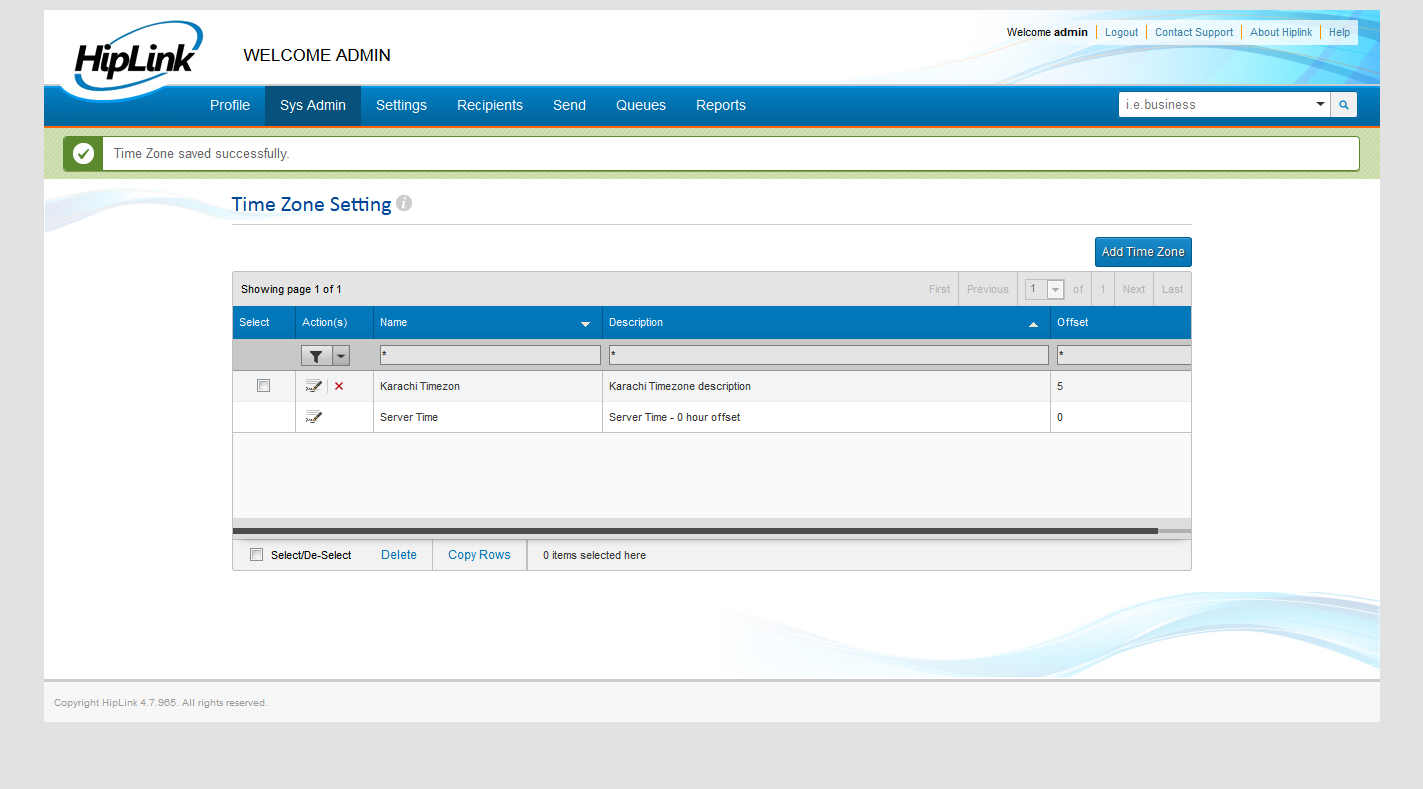 HipLink
WELCOME ADMIN
Welcome admin Logout Contact Support About Hiplink Help
Profile Sys Admin Settings Recipients Send Queues Reports i.e.business
Time Zone saved successfully.
Time Zone Setting i
Add Time Zone
Showing page 1 of 1 First Previous 1 of 1 Next Last
Select Action(s) Name Description Offset
* * *
Karachi Timezon Karachi Timezone description 5
Server Time Server Time - 0 hour offset 0
Select/De-Select Delete Copy Rows 0 items selected here
Copyright HipLink 4.7.965. All rights reserved.